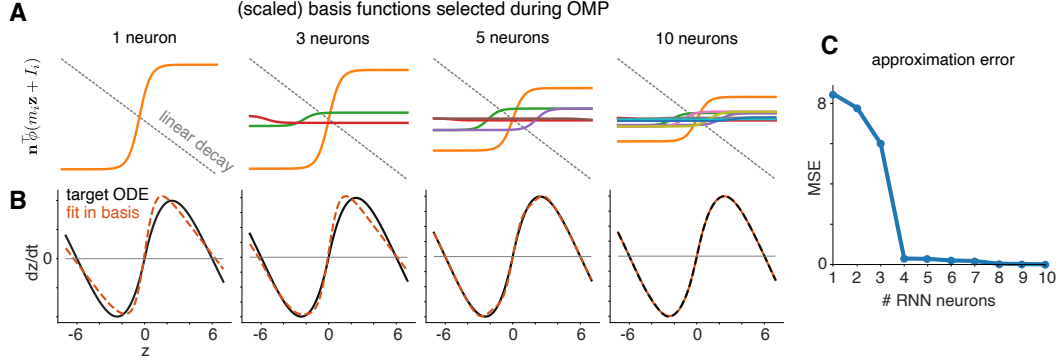 (scaled) basis functions selected during OMP
A
1 neuron
3 neurons
5 neurons
10 neurons
n⊤ϕ(mᵢz + Iᵢ)
linear decay
B
target ODE
fit in basis
dz/dt
0
-6 0 6
-6 0 6
-6 0 6
-6 0 6
z
C
approximation error
MSE
8
0
1 2 3 4 5 6 7 8 9 10
# RNN neurons